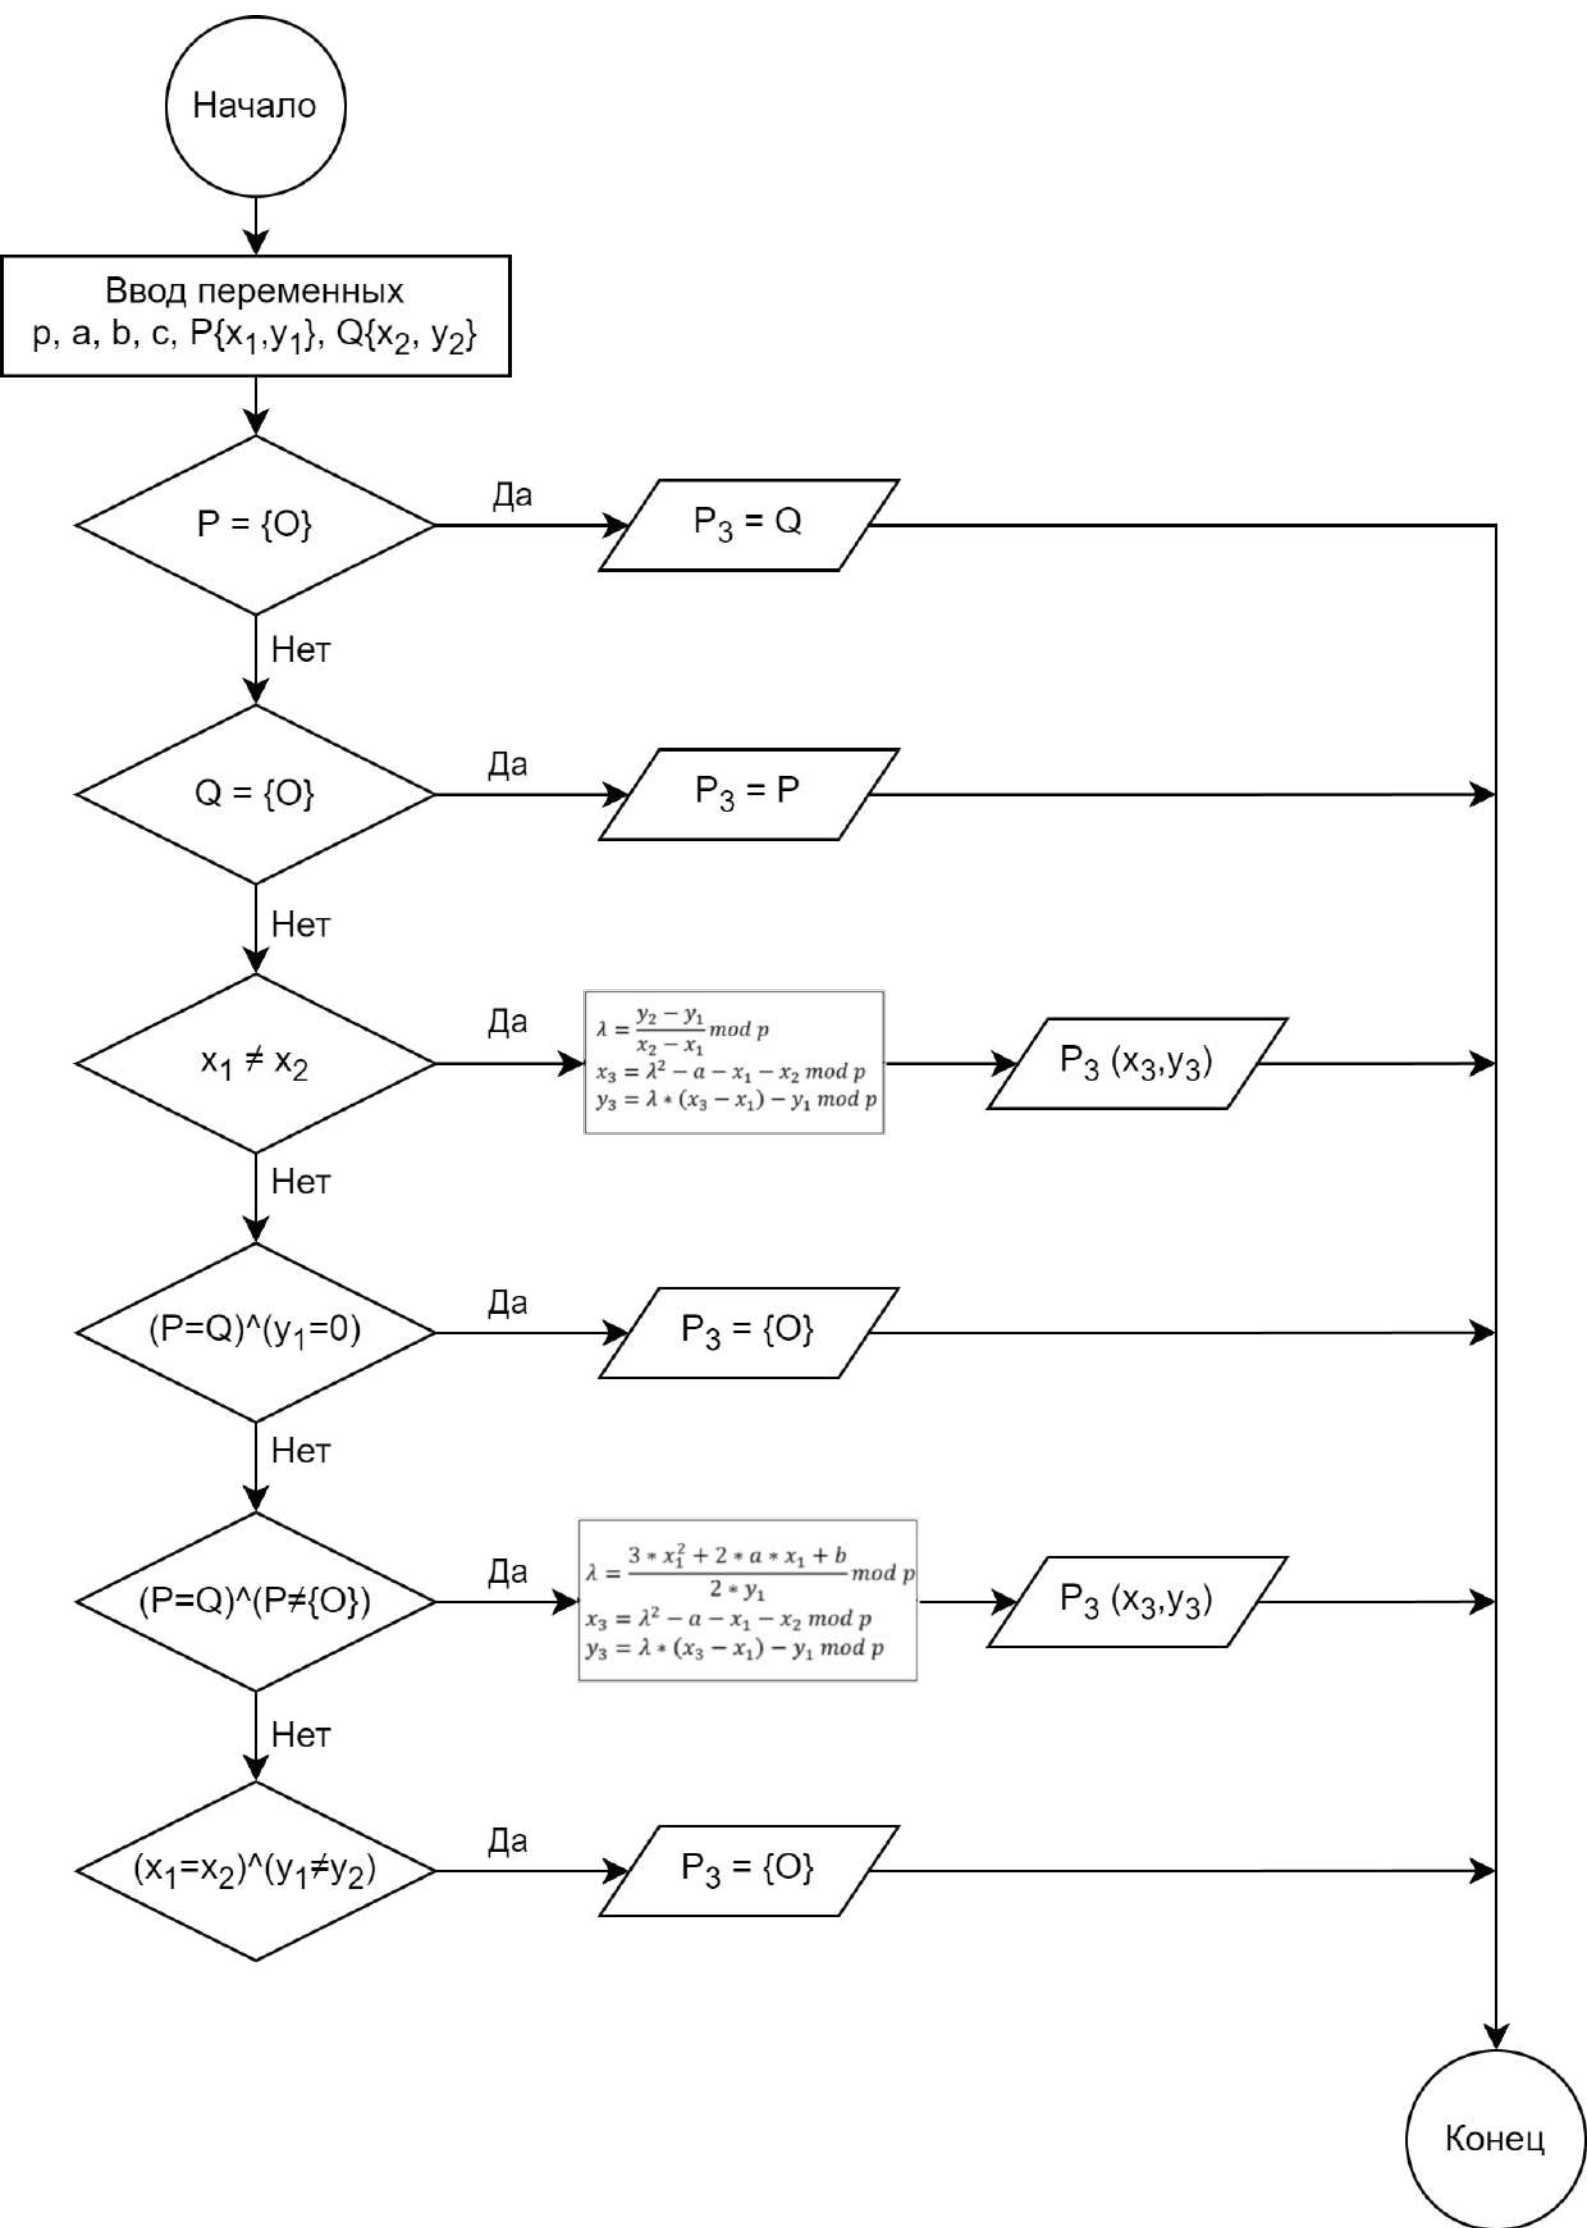 Начало
Ввод переменных
p, a, b, c, P{x₁,y₁}, Q{x₂, y₂}
P = {O}
Да
P₃ = Q
Нет
Q = {O}
Да
P₃ = P
Нет
x₁ ≠ x₂
Да
λ = (y₂ − y₁)/(x₂ − x₁) mod p
x₃ = λ² − a − x₁ − x₂ mod p
y₃ = λ * (x₃ − x₁) − y₁ mod p
P₃ (x₃,y₃)
Нет
(P=Q)^(y₁=0)
Да
P₃ = {O}
Нет
(P=Q)^(P≠{O})
Да
λ = (3 * x₁² + 2 * a * x₁ + b)/(2 * y₁) mod p
x₃ = λ² − a − x₁ − x₂ mod p
y₃ = λ * (x₃ − x₁) − y₁ mod p
P₃ (x₃,y₃)
Нет
(x₁=x₂)^(y₁≠y₂)
Да
P₃ = {O}
Конец